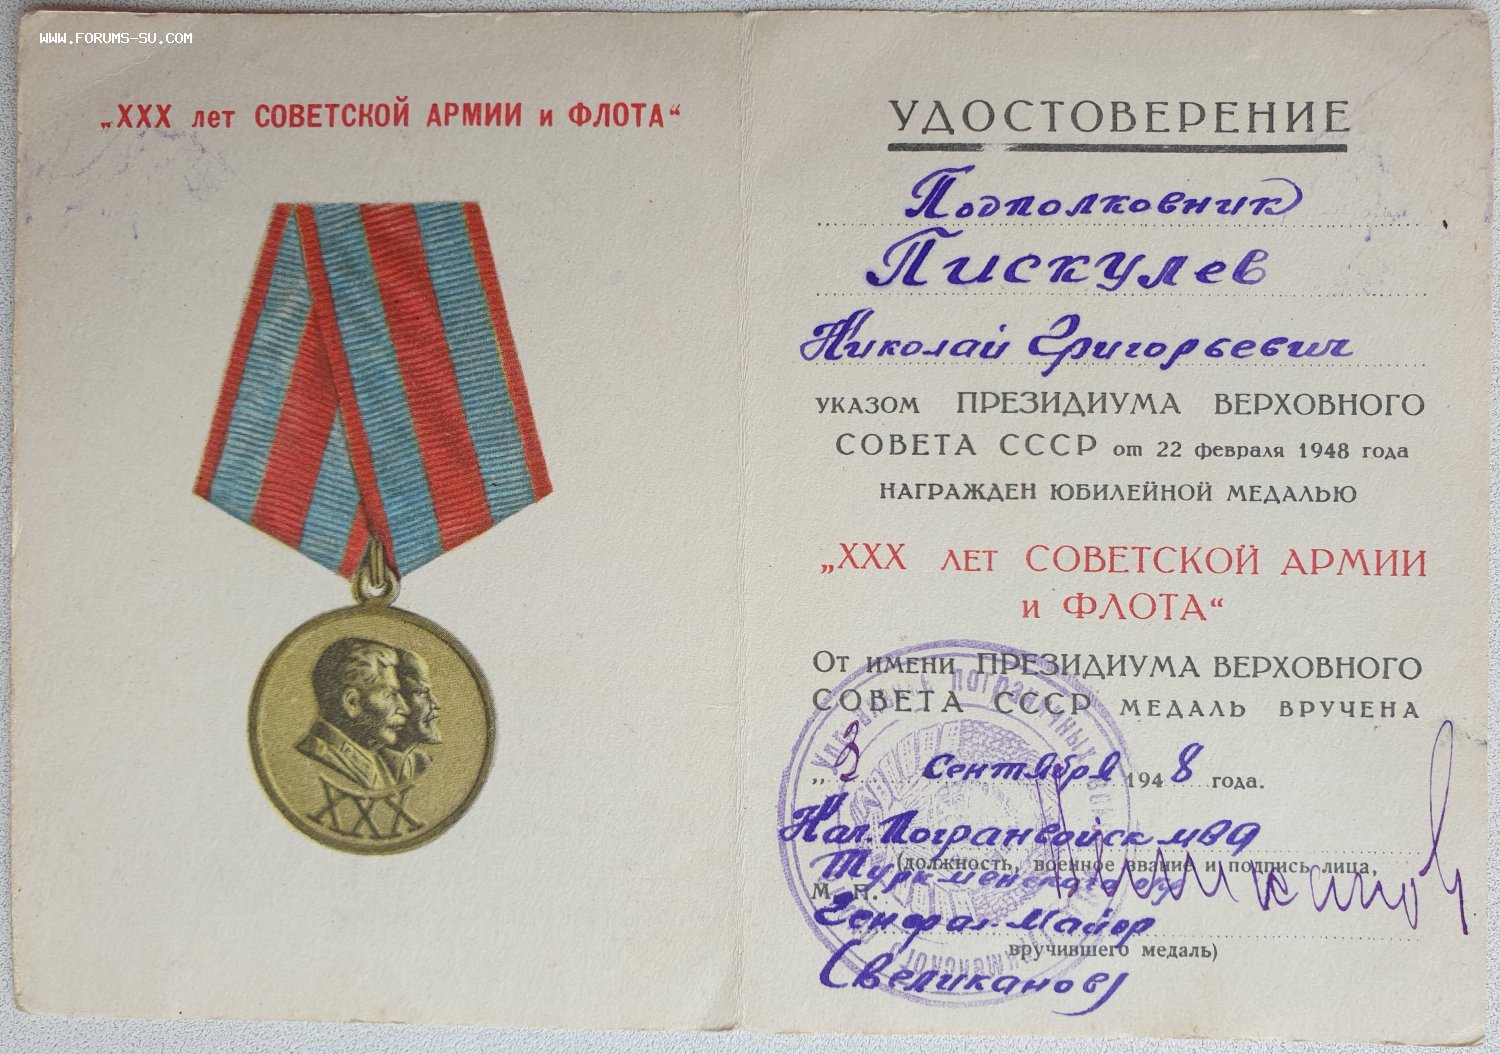 WWW.FORUMS-SU.COM
„XXX лет СОВЕТСКОЙ АРМИИ и ФЛОТА“
УДОСТОВЕРЕНИЕ
Подполковник
Пискулев
Николай Григорьевич
указом ПРЕЗИДИУМА ВЕРХОВНОГО
СОВЕТА СССР от 22 февраля 1948 года
НАГРАЖДЕН ЮБИЛЕЙНОЙ МЕДАЛЬЮ
„XXX лет СОВЕТСКОЙ АРМИИ
и ФЛОТА“
От имени ПРЕЗИДИУМА ВЕРХОВНОГО
СОВЕТА СССР МЕДАЛЬ ВРУЧЕНА
„3 Сентября 1948 года.
Нач. Погранвойск МВД
(должность, военное звание и подпись лица,
Туркменского окр
М. П.
Генерал-Майор
вручившего медаль)
(Великанов)
XXX